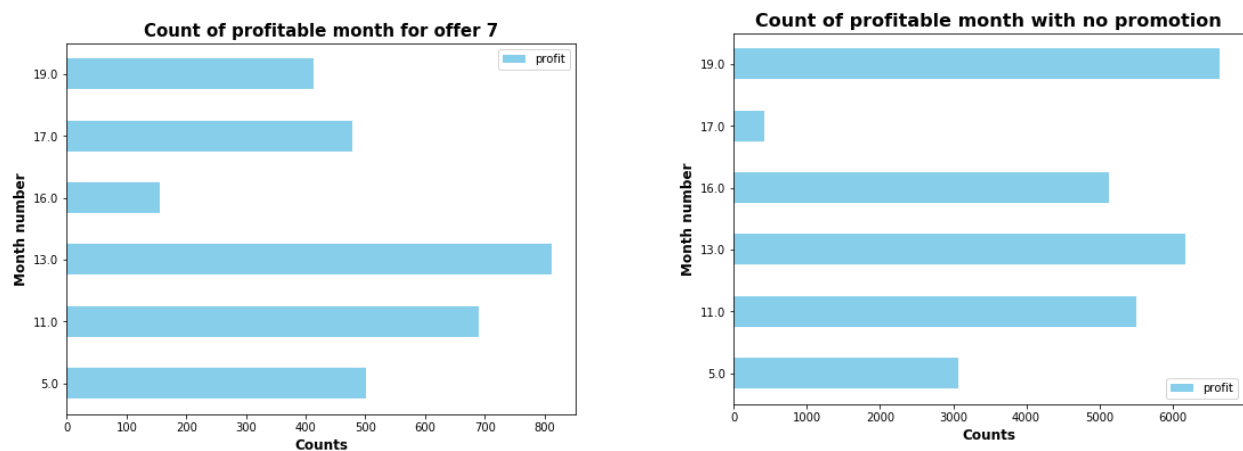 Count of profitable month for offer 7
profit
19.0
17.0
16.0
13.0
11.0
5.0
Month number
0 100 200 300 400 500 600 700 800
Counts
Count of profitable month with no promotion
19.0
17.0
16.0
13.0
11.0
5.0
Month number
profit
0 1000 2000 3000 4000 5000 6000
Counts